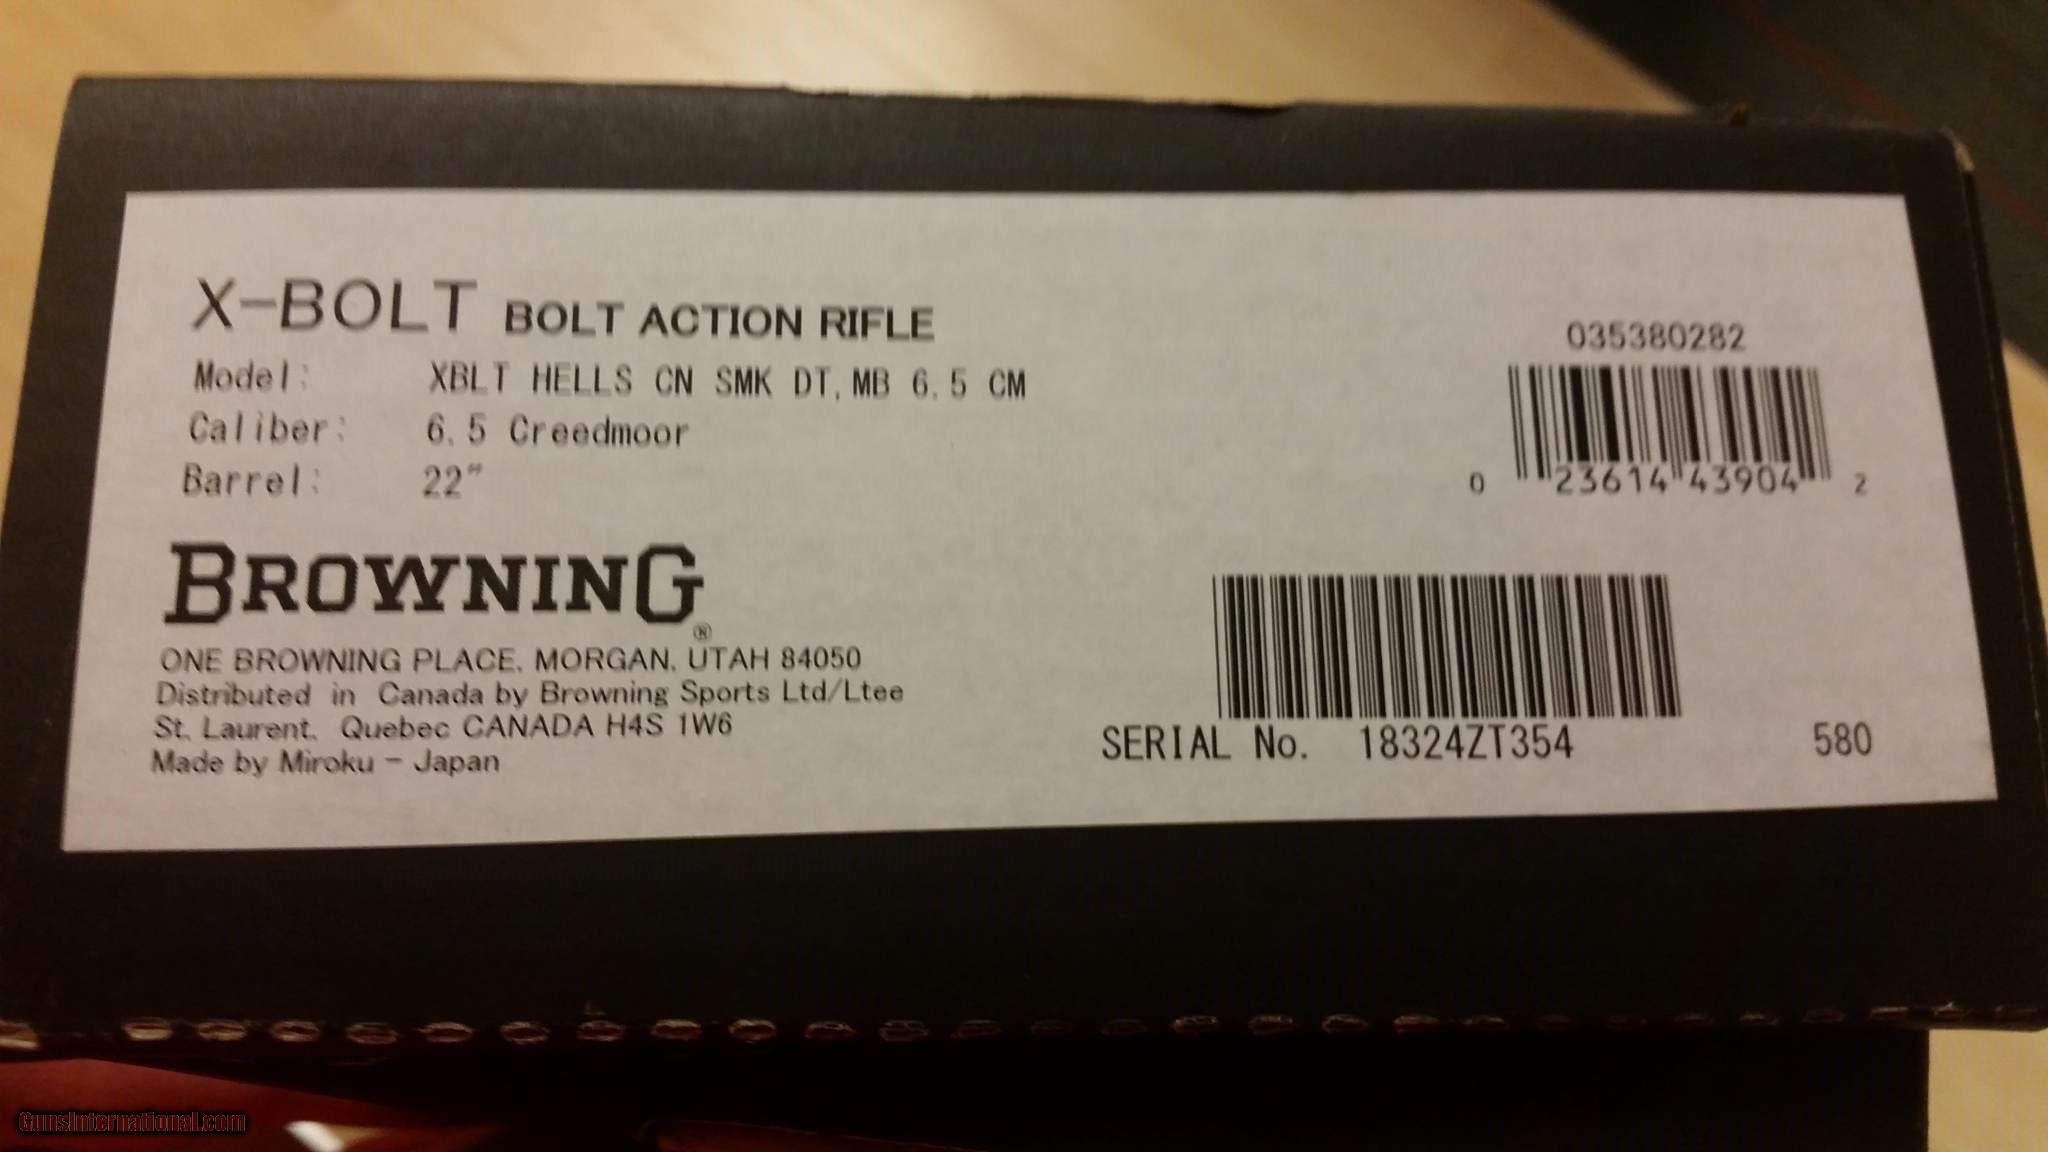 X-BOLT BOLT ACTION RIFLE
Model: XBLT HELLS CN SMK DT, MB 6.5 CM
Caliber: 6.5 Creedmoor
Barrel: 22"
BROWNING®
ONE BROWNING PLACE, MORGAN, UTAH 84050
Distributed in Canada by Browning Sports Ltd/Ltee
St. Laurent, Quebec CANADA H4S 1W6
Made by Miroku - Japan
035380282
0 23614 43904 2
SERIAL No. 18324ZT354 580
GunsInternational.com